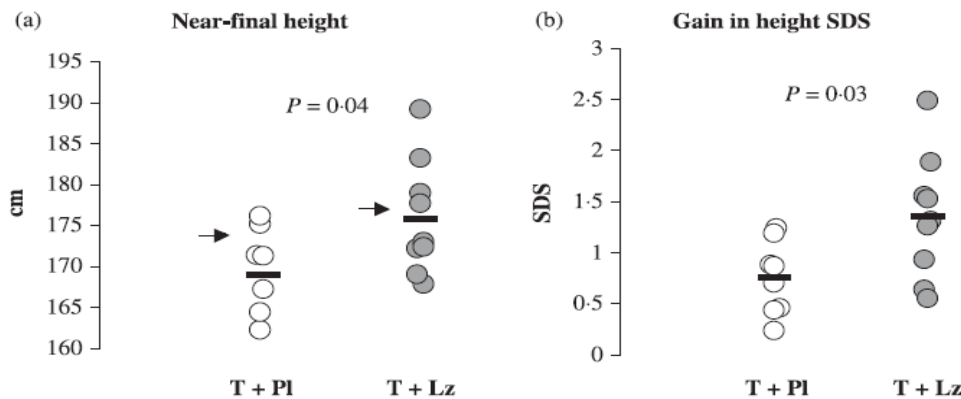 (a) Near-final height
195
190
185
180
175
170
165
160
cm
P = 0·04
T + Pl T + Lz
(b) Gain in height SDS
3
2·5
2
1·5
1
0·5
0
SDS
P = 0·03
T + Pl T + Lz